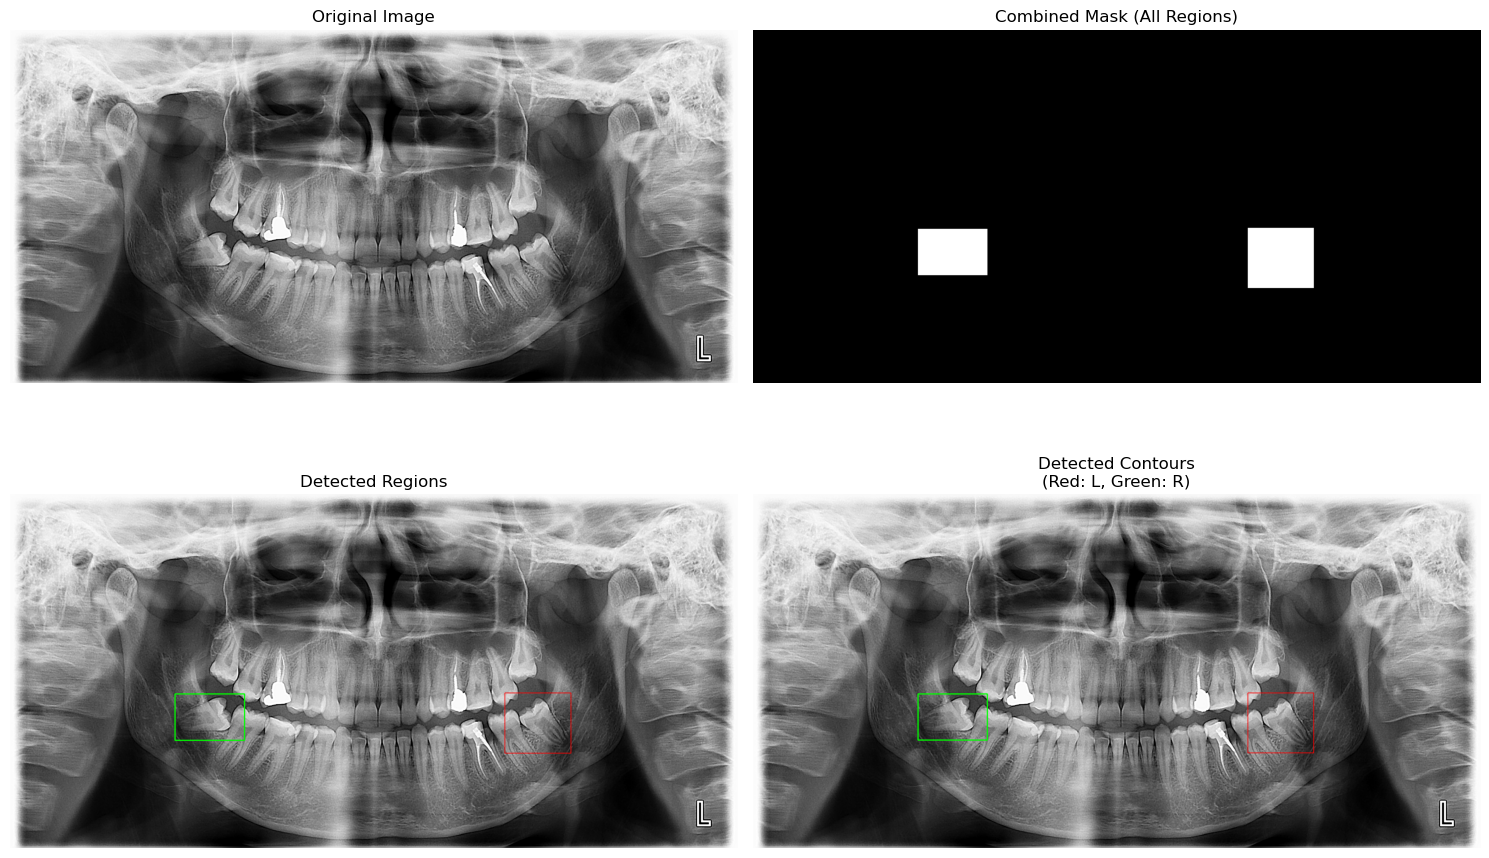 Original Image
Combined Mask (All Regions)
L
Detected Regions
Detected Contours
(Red: L, Green: R)
L
L